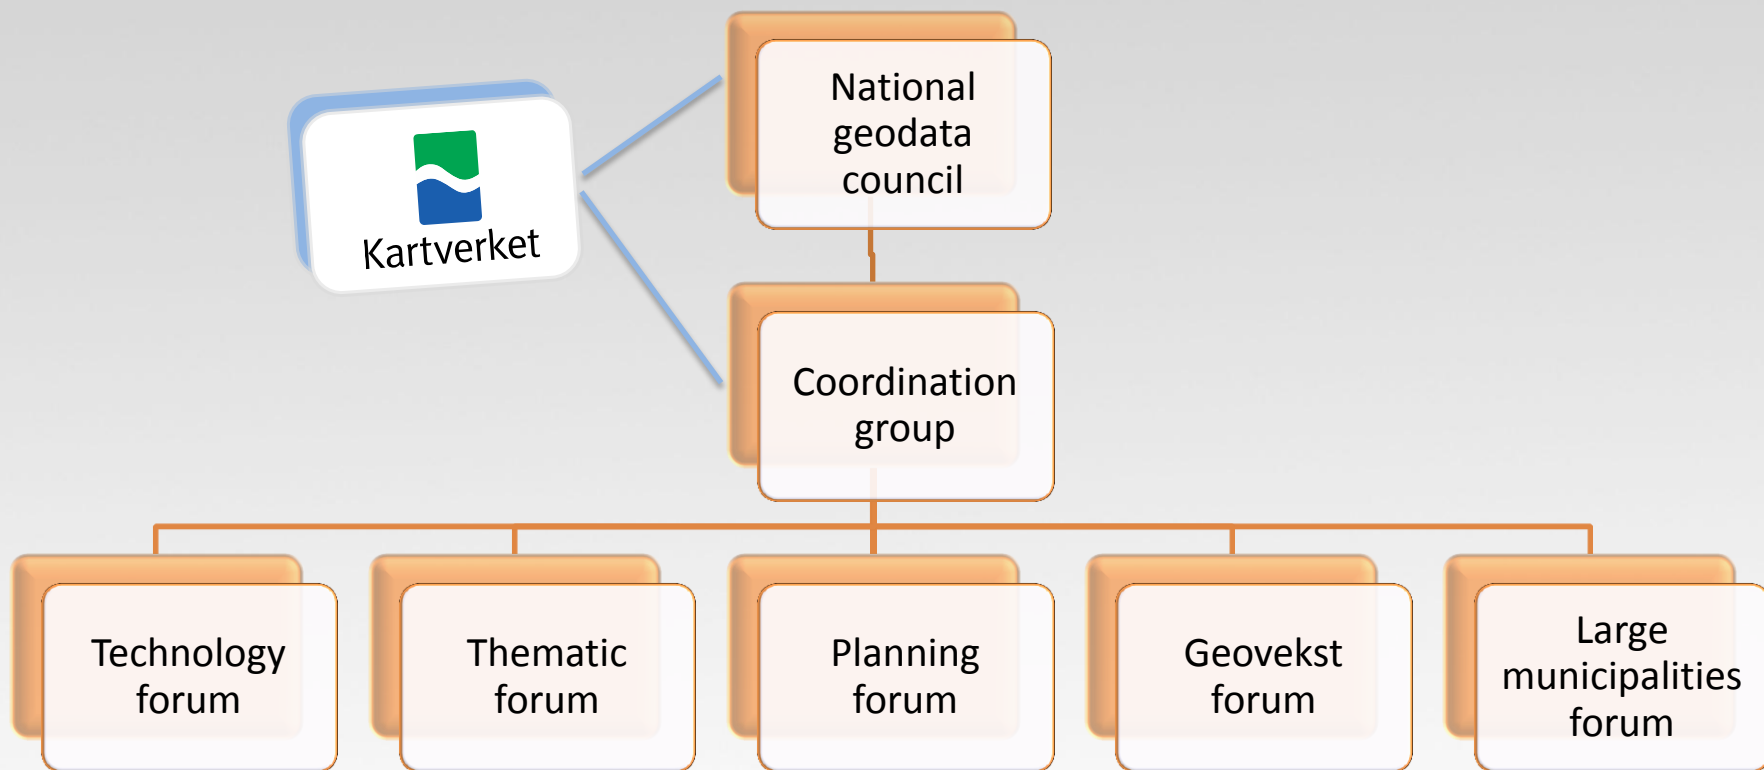 National
geodata
council
Kartverket
Coordination
group
Technology
forum
Thematic
forum
Planning
forum
Geovekst
forum
Large
municipalities
forum